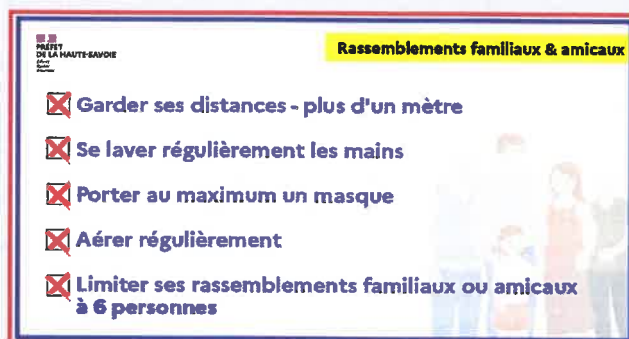 PRÉFET
DE LA HAUTE-SAVOIE
Rassemblements familiaux & amicaux
Garder ses distances - plus d'un mètre
Se laver régulièrement les mains
Porter au maximum un masque
Aérer régulièrement
Limiter ses rassemblements familiaux ou amicaux
à 6 personnes